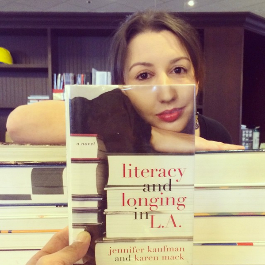 a novel
literacy
and
longing
in L.A.
jennifer kaufman
and karen mack